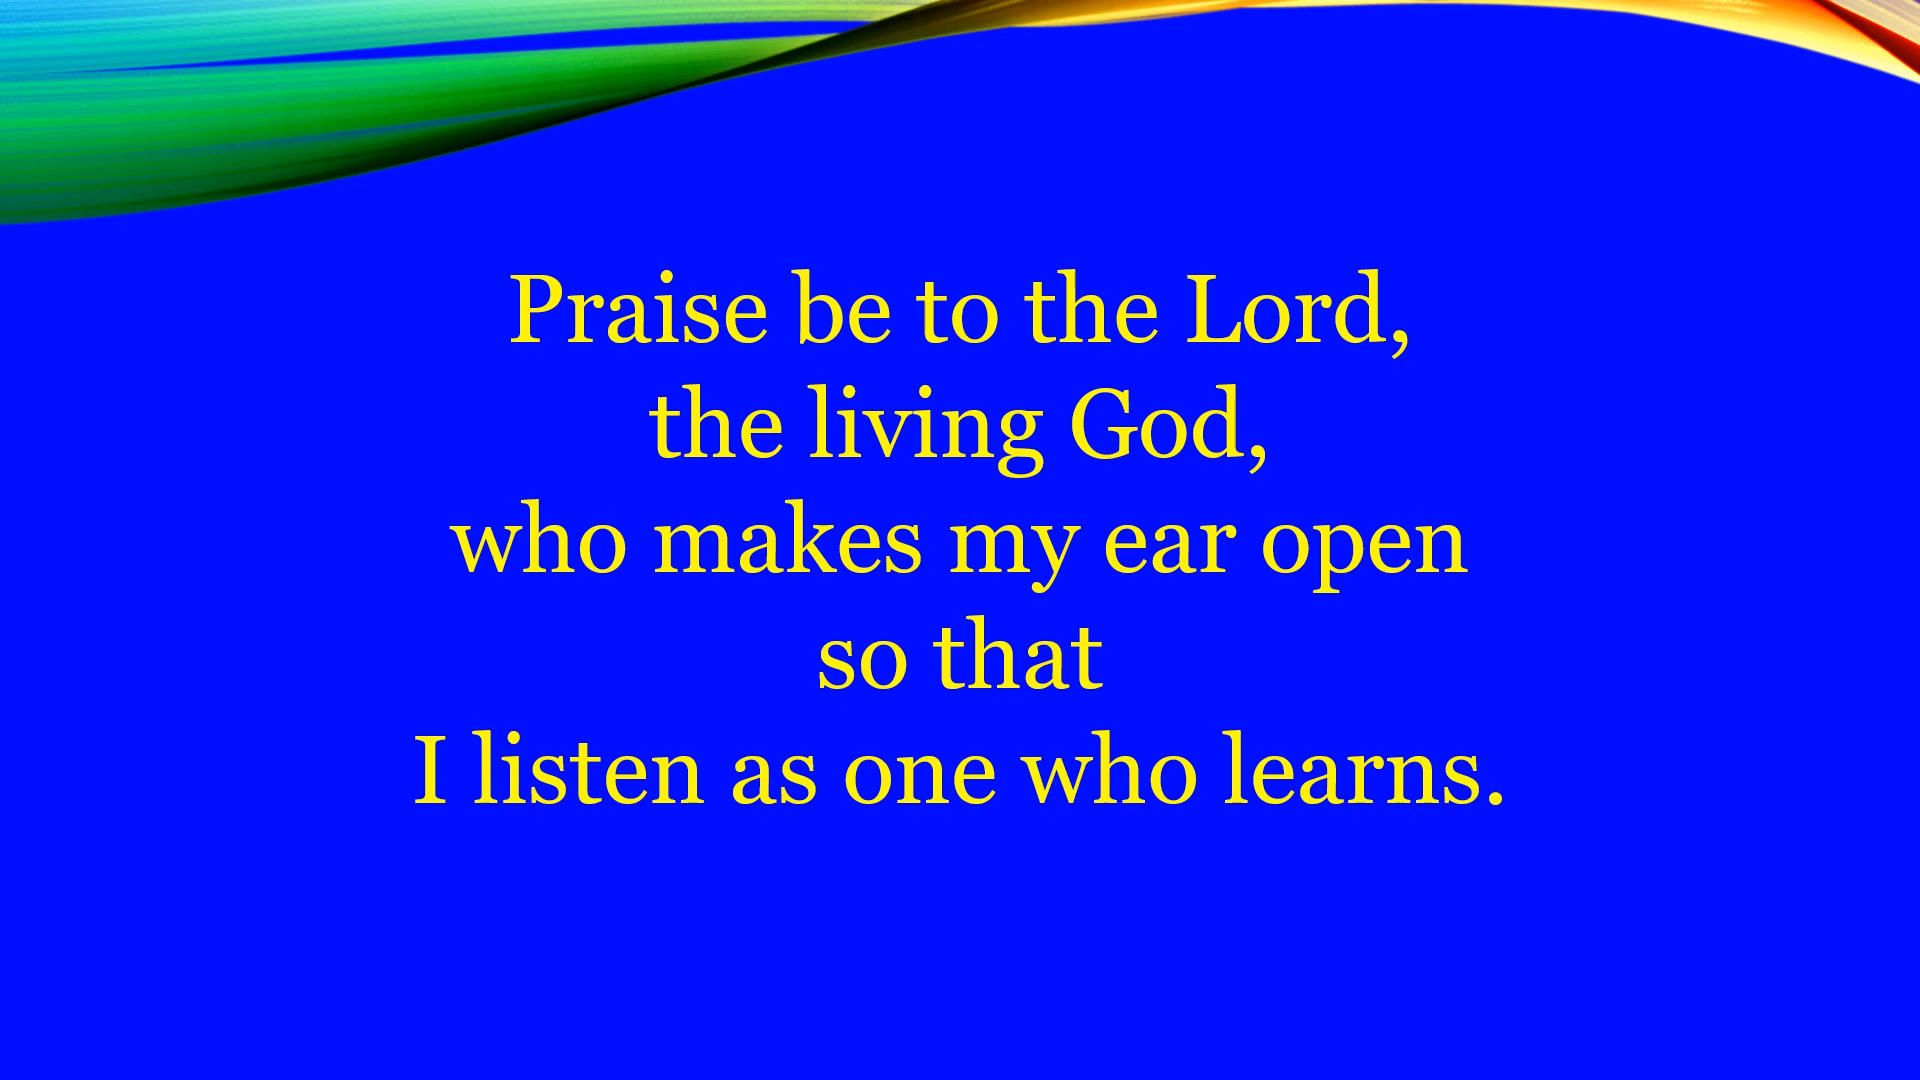 Praise be to the Lord,
the living God,
who makes my ear open
so that
I listen as one who learns.